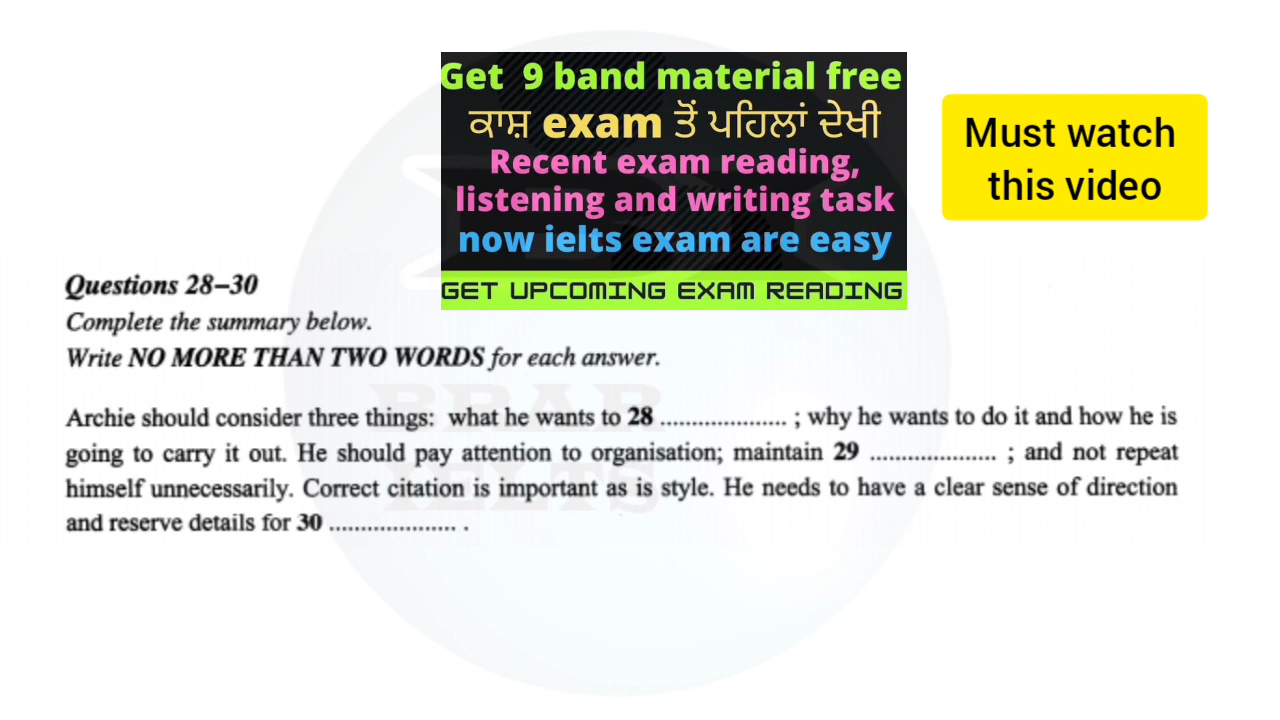 Get 9 band material free
ਕਾਸ਼ exam ਤੋਂ ਪਹਿਲਾਂ ਦੇਖੀ
Recent exam reading,
listening and writing task
now ielts exam are easy
GET UPCOMING EXAM READING
Must watch
this video
Questions 28–30
Complete the summary below.
Write NO MORE THAN TWO WORDS for each answer.
Archie should consider three things: what he wants to 28 .................... ; why he wants to do it and how he is
going to carry it out. He should pay attention to organisation; maintain 29 .................... ; and not repeat
himself unnecessarily. Correct citation is important as is style. He needs to have a clear sense of direction
and reserve details for 30 .................... .
BRAR
IELTS